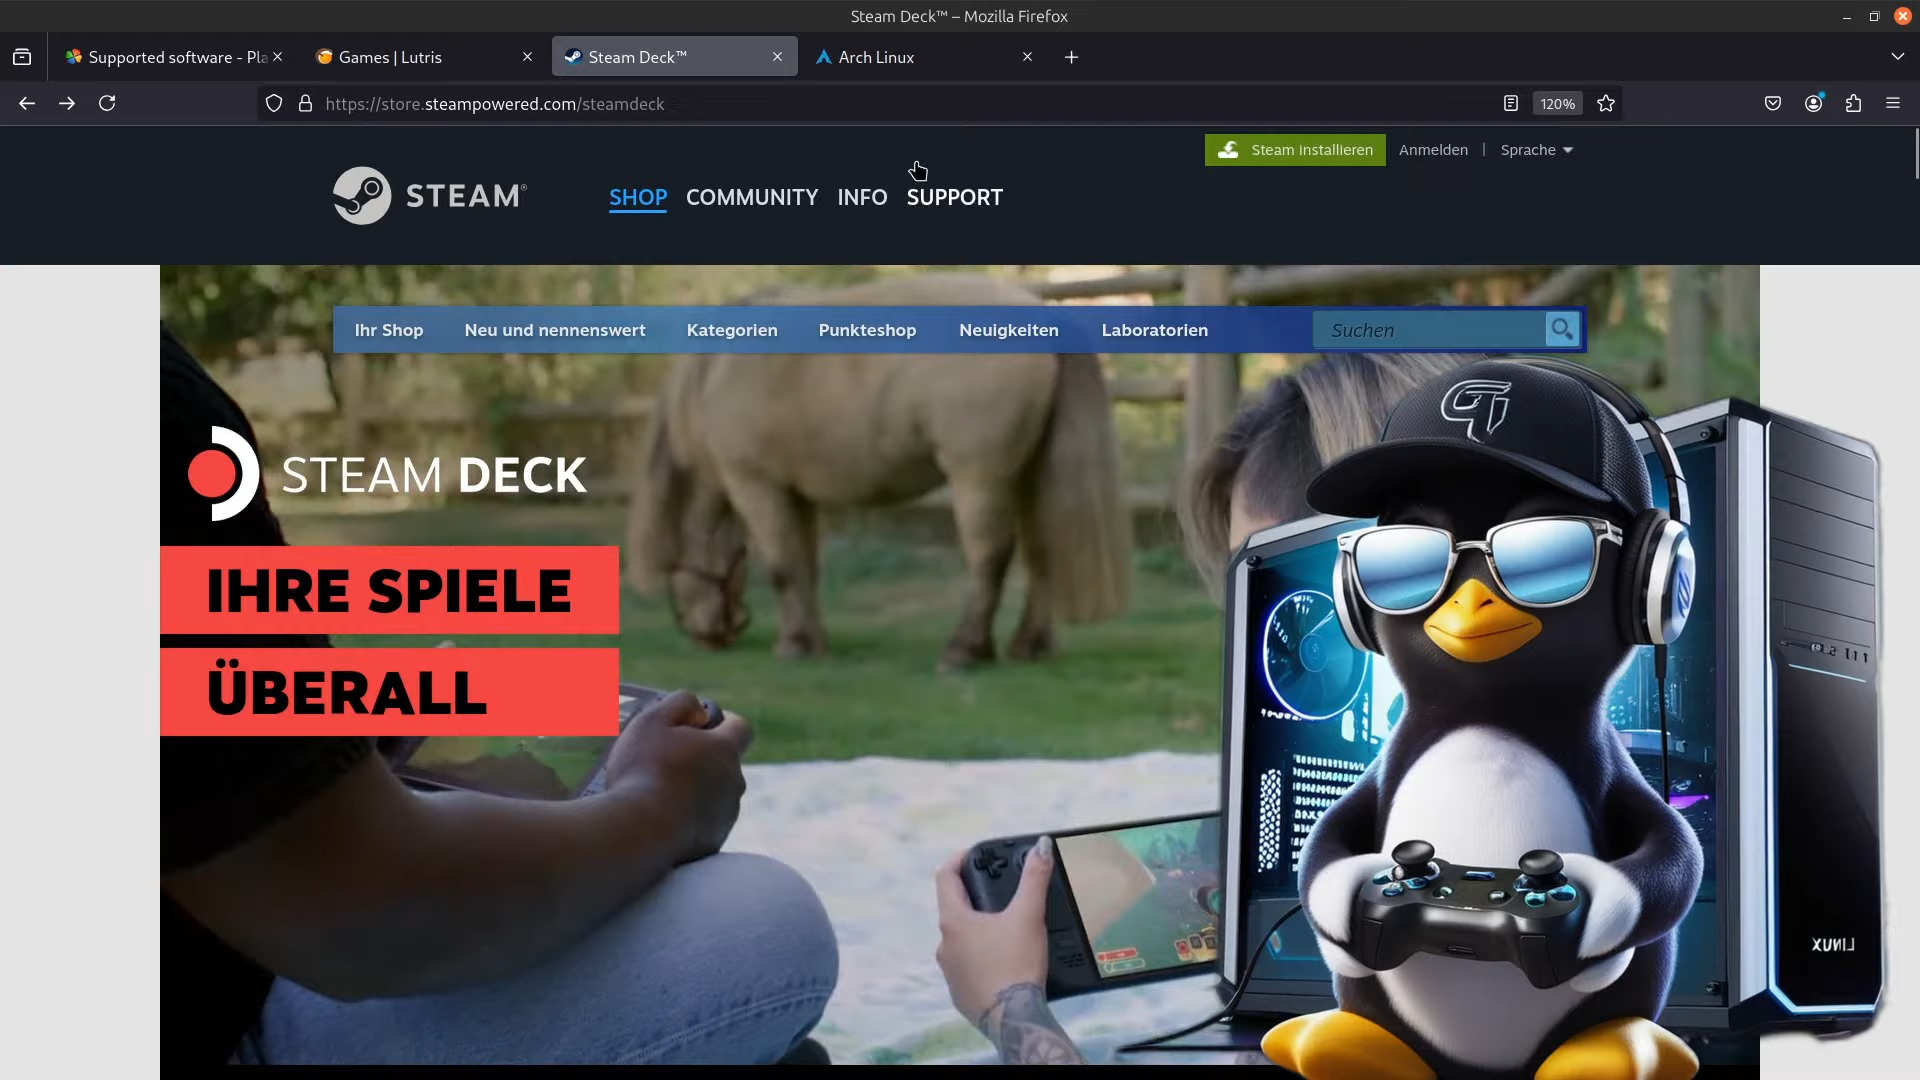 Steam Deck™ – Mozilla Firefox
Supported software - Pla
Games | Lutris
Steam Deck™
Arch Linux
https://store.steampowered.com/steamdeck
120%
Steam installieren
Anmelden
Sprache
STEAM®
SHOP
COMMUNITY
INFO
SUPPORT
Ihr Shop
Neu und nennenswert
Kategorien
Punkteshop
Neuigkeiten
Laboratorien
Suchen
STEAM DECK
IHRE SPIELE
ÜBERALL
LINUX